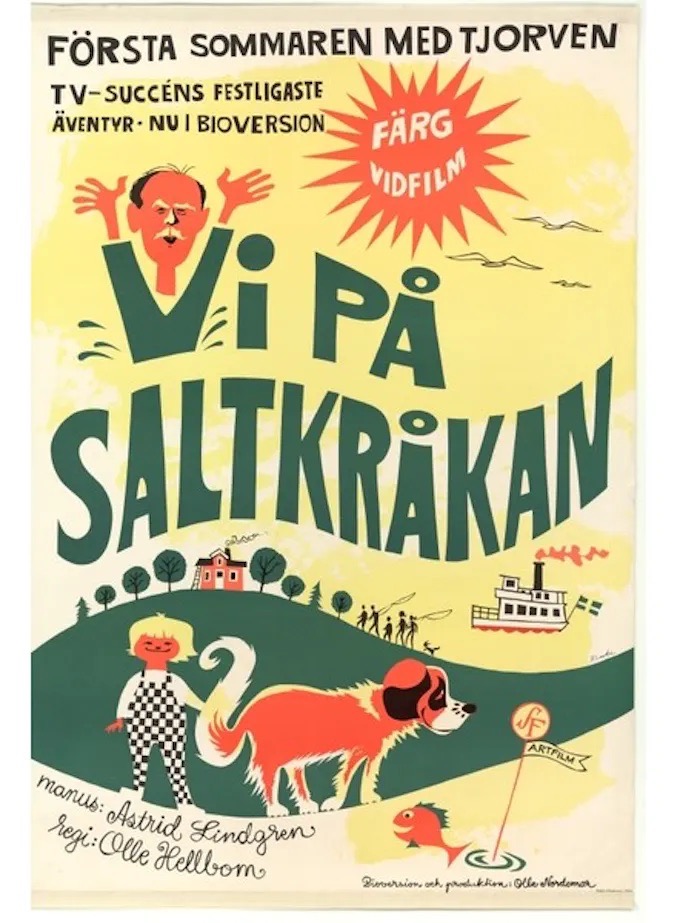 FÖRSTA SOMMAREN MED TJORVEN
TV-SUCCÉNS FESTLIGASTE
ÄVENTYR · NU I BIOVERSION
FÄRG
VIDFILM
Vi PÅ
SALTKRÅKAN
SF
ARTFILM
manus: Astrid Lindgren
regi: Olle Hellbom
Bioversion och produktion: Olle Nordemar